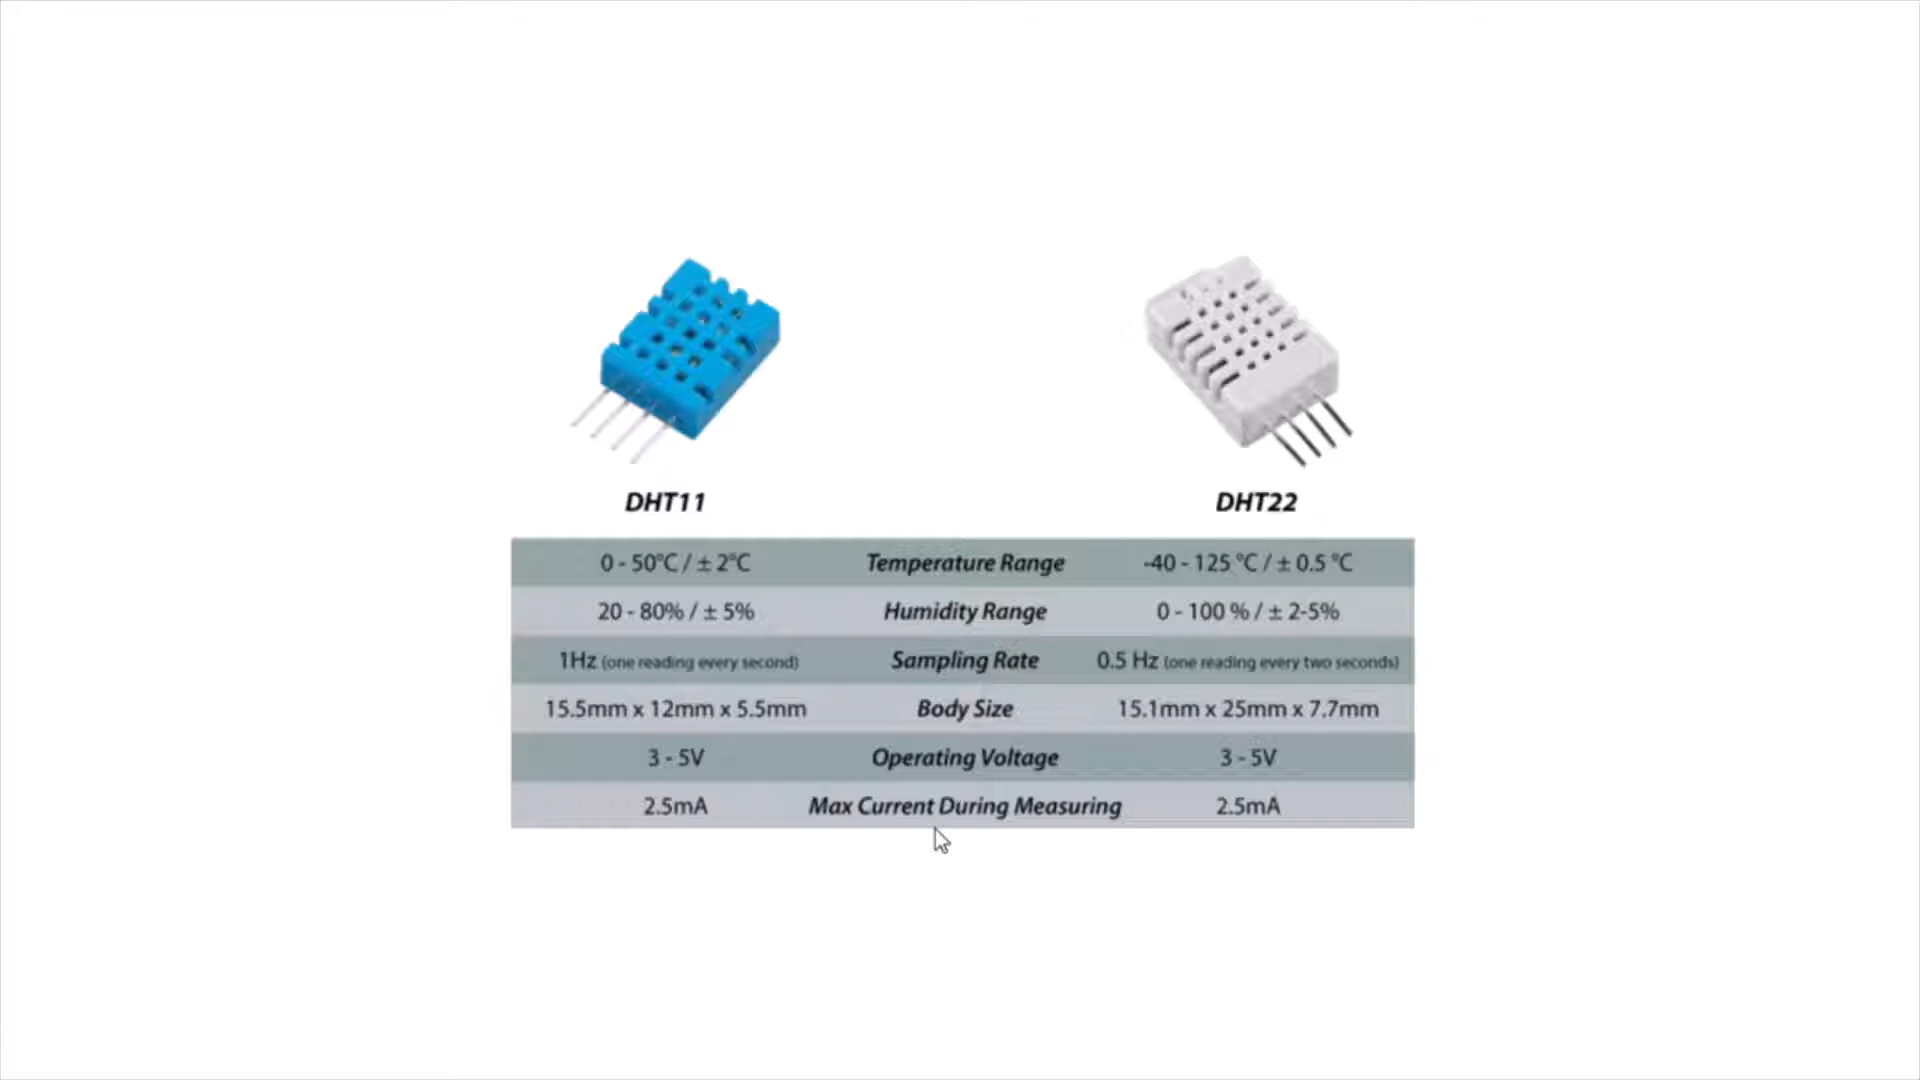 DHT11 DHT22
0 - 50°C / ± 2°C Temperature Range -40 - 125 °C / ± 0.5 °C
20 - 80% / ± 5% Humidity Range 0 - 100 % / ± 2-5%
1Hz (one reading every second) Sampling Rate 0.5 Hz (one reading every two seconds)
15.5mm x 12mm x 5.5mm Body Size 15.1mm x 25mm x 7.7mm
3 - 5V Operating Voltage 3 - 5V
2.5mA Max Current During Measuring 2.5mA